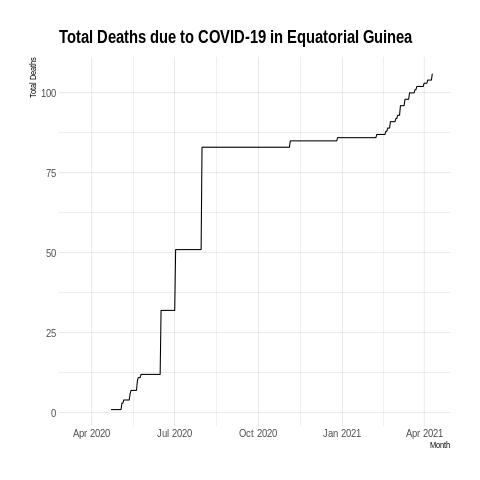 Total Deaths due to COVID-19 in Equatorial Guinea
Total Deaths
100
75
50
25
0
Apr 2020 Jul 2020 Oct 2020 Jan 2021 Apr 2021
Month